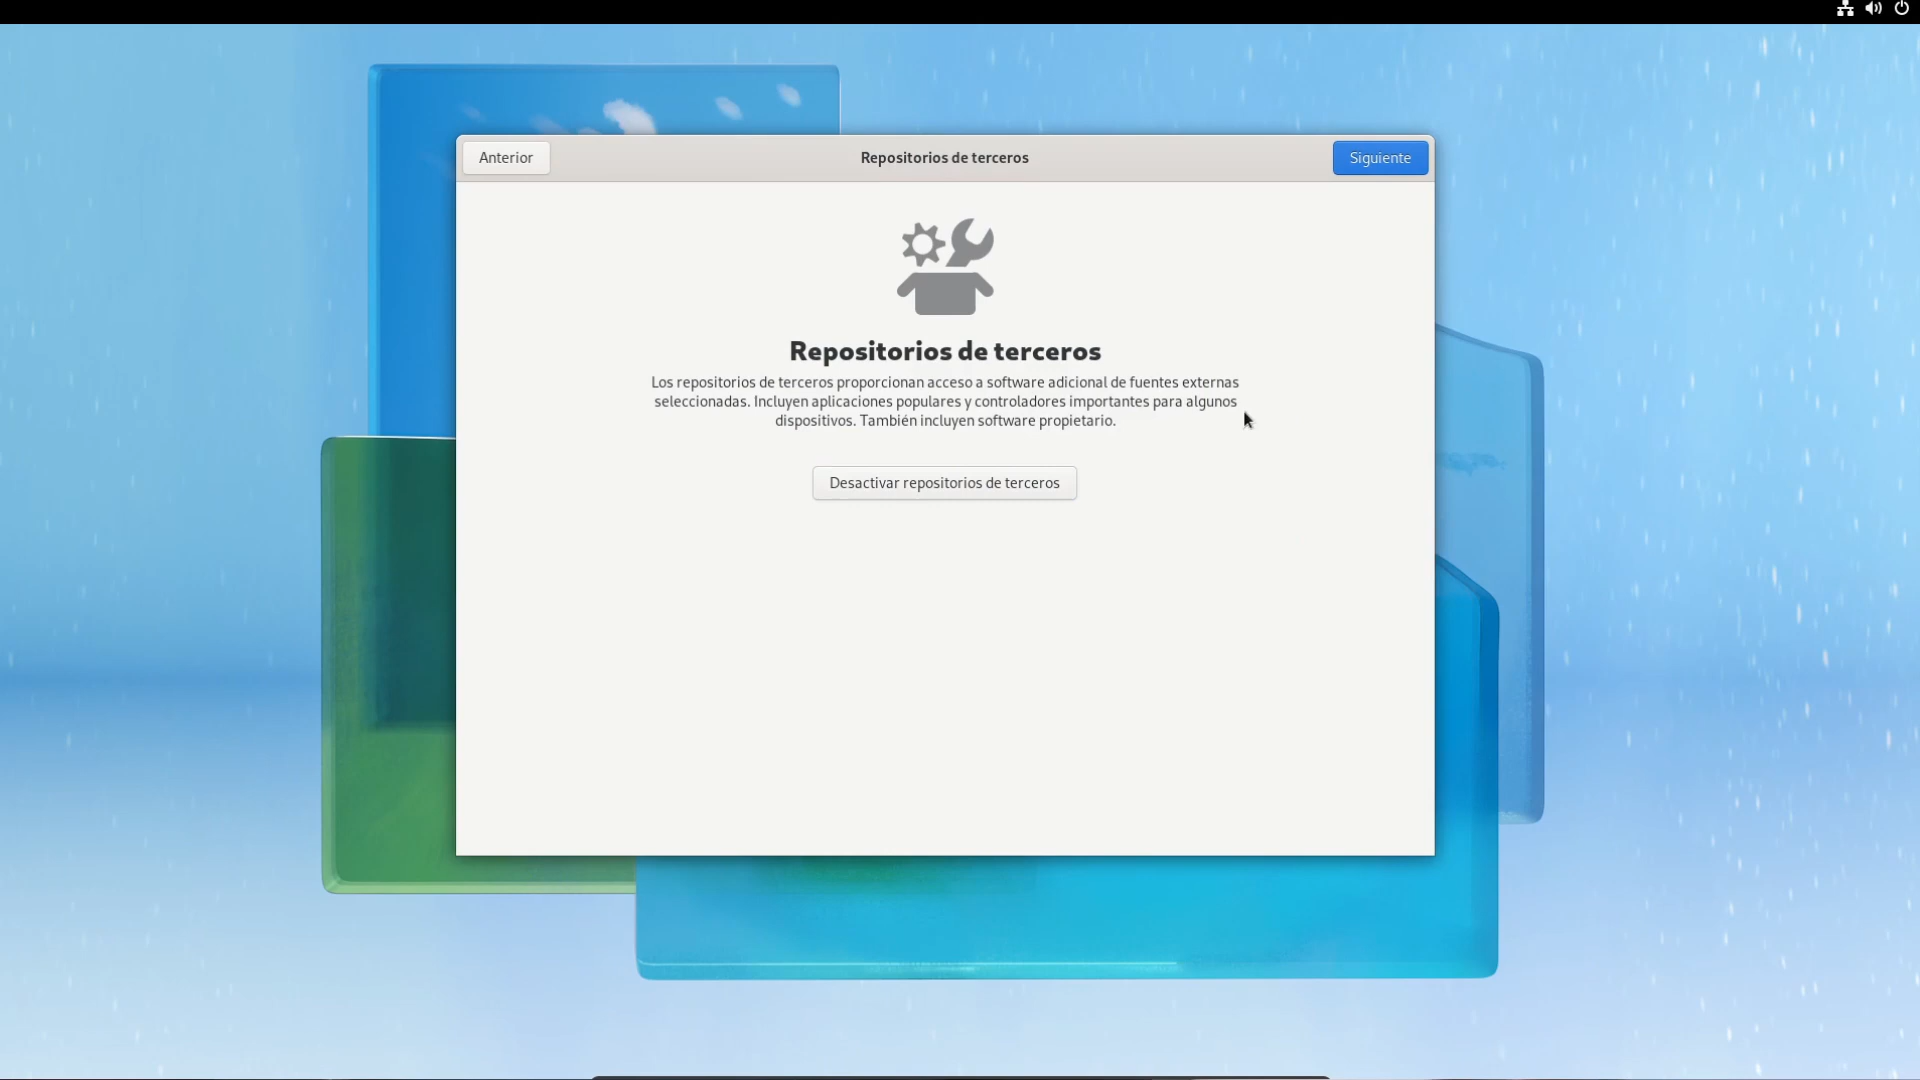 Anterior
Repositorios de terceros
Siguiente
Repositorios de terceros
Los repositorios de terceros proporcionan acceso a software adicional de fuentes externas
seleccionadas. Incluyen aplicaciones populares y controladores importantes para algunos
dispositivos. También incluyen software propietario.
Desactivar repositorios de terceros